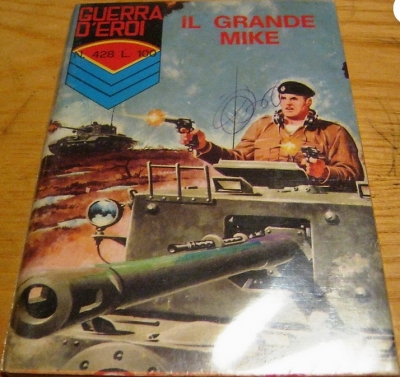 GUERRA
D'EROI
N. 428 L. 100
IL GRANDE
MIKE